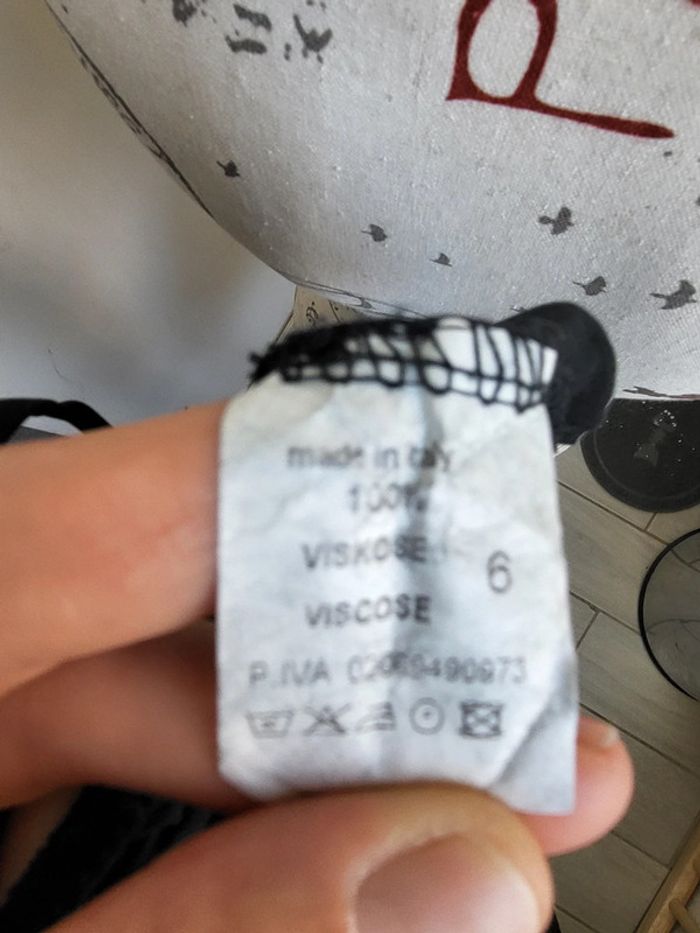 P
made in Italy
100%
VISKOSE
6
VISCOSE
P.IVA